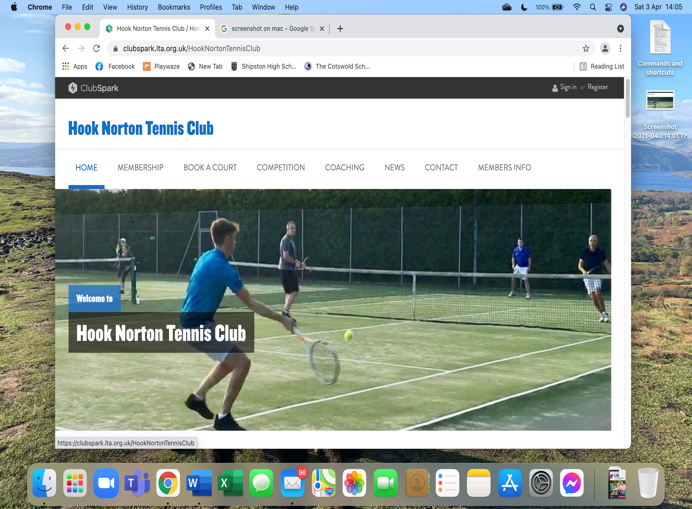 Chrome File Edit View History Bookmarks Profiles Tab Window Help 100% Sat 3 Apr 14:05
Hook Norton Tennis Club / Hom
screenshot on mac - Google S
clubspark.lta.org.uk/HookNortonTennisClub
Apps Facebook Playwaze New Tab Shipston High Sch... The Cotswold Sch... Reading List
ClubSpark Sign in or Register
Hook Norton Tennis Club
HOME MEMBERSHIP BOOK A COURT COMPETITION COACHING NEWS CONTACT MEMBERS INFO
Welcome to
Hook Norton Tennis Club
https://clubspark.lta.org.uk/HookNortonTennisClub
Commands and
shortcuts
Screenshot
2021-04...14.01.17
98